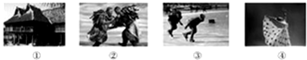 ① ② ③ ④